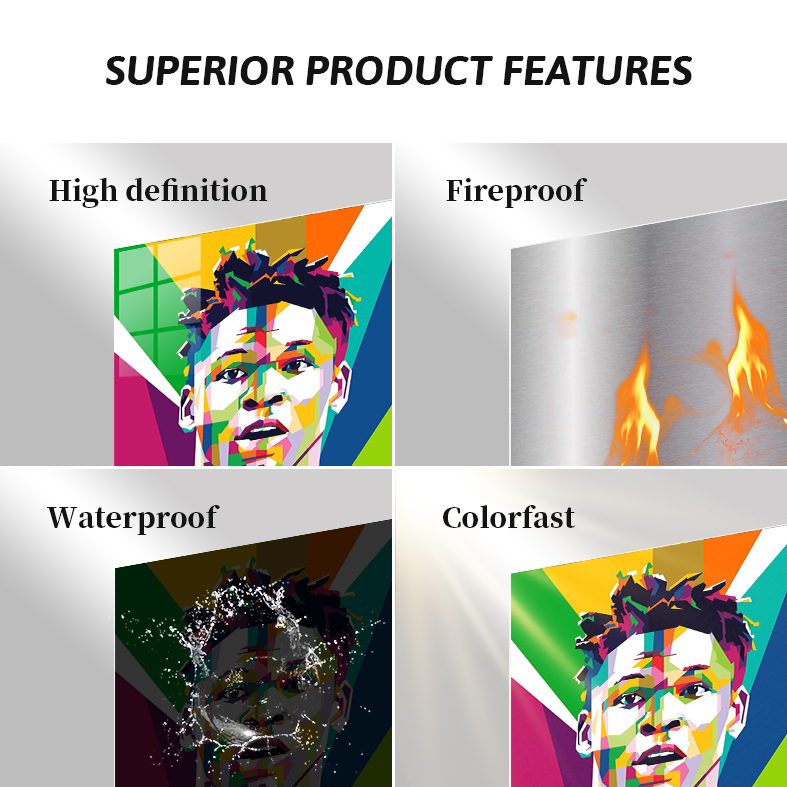 SUPERIOR PRODUCT FEATURES
High definition
Fireproof
Waterproof
Colorfast